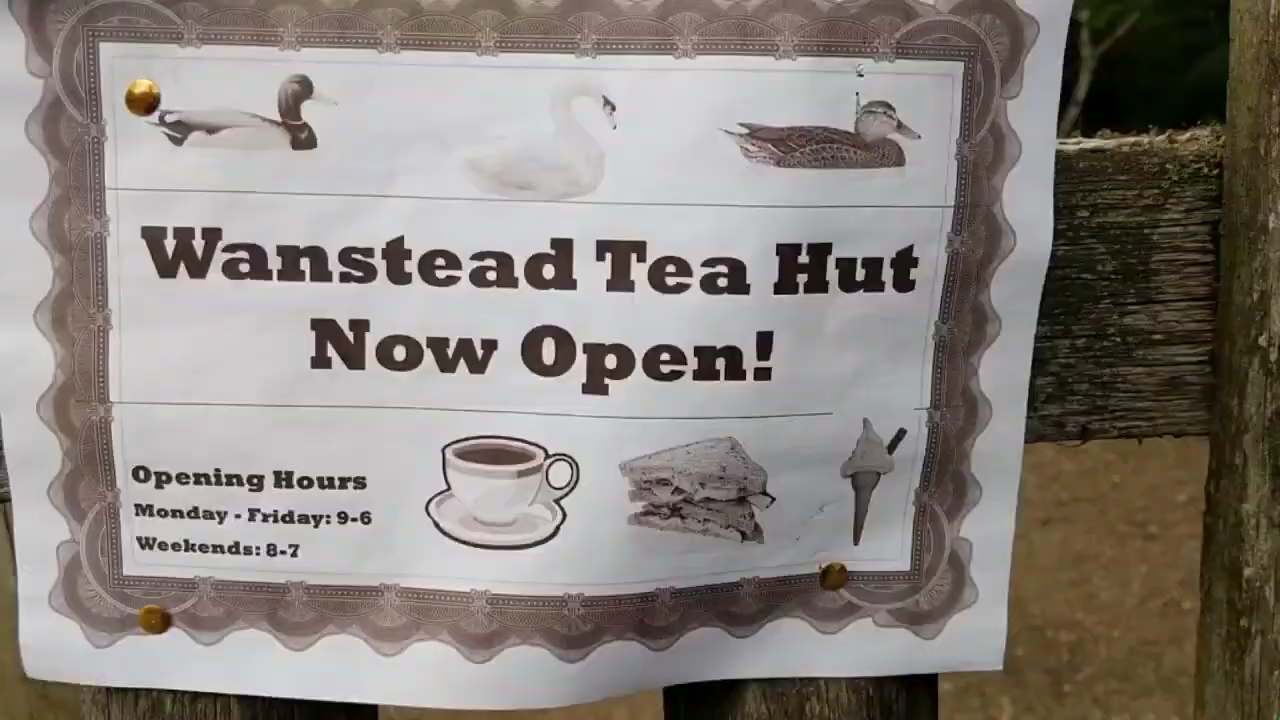 Wanstead Tea Hut
Now Open!
Opening Hours
Monday - Friday: 9-6
Weekends: 8-7